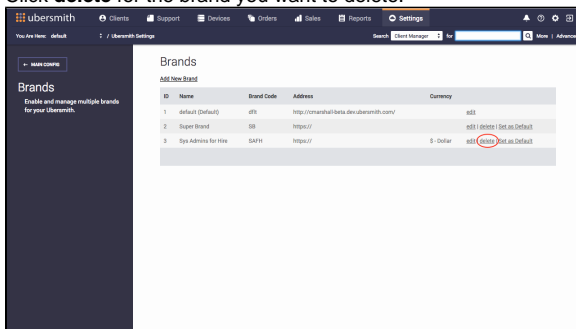 Click delete for the brand you want to delete.
ubersmith Clients Support Devices Orders Sales Reports Settings
You Are Here: default / Ubersmith Settings Search Client Manager for More | Advanced
← MAIN CONFIG
Brands
Enable and manage multiple brands
for your Ubersmith.
Brands
Add New Brand
ID Name Brand Code Address Currency
1 default (Default) dflt http://cmarshall-beta.dev.ubersmith.com/ edit
2 Super Brand SB https:// edit | delete | Set as Default
3 Sys Admins for Hire SAFH https:// $ - Dollar edit | delete | Set as Default